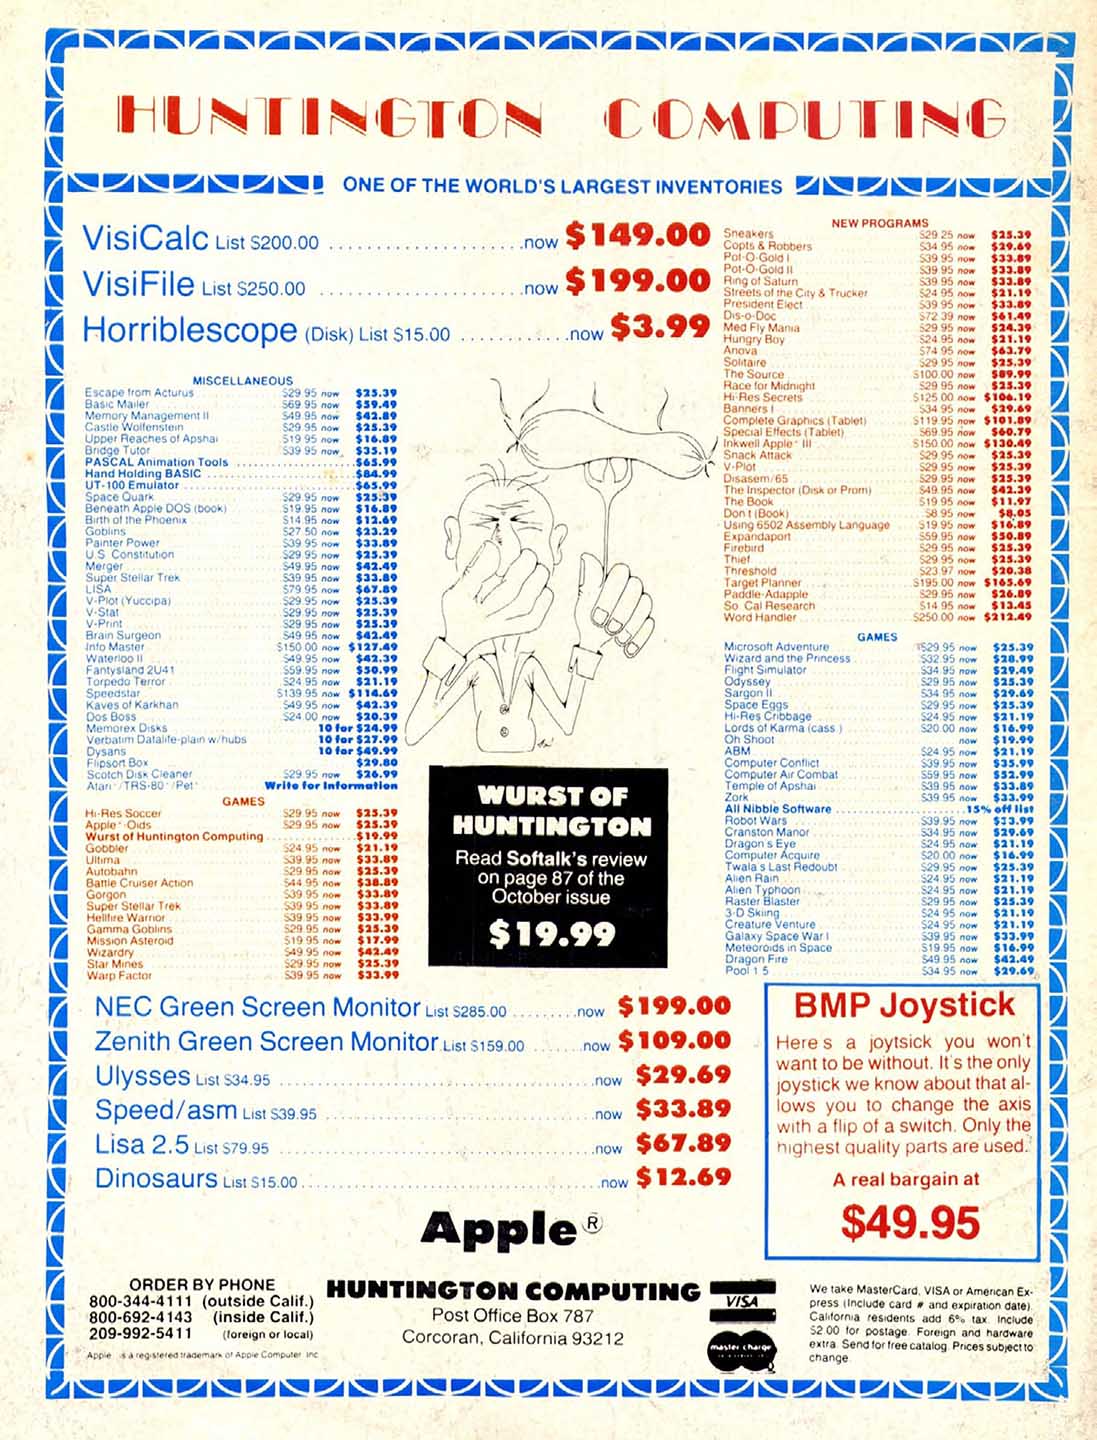 HUNTINGTON COMPUTING
ONE OF THE WORLD'S LARGEST INVENTORIES
VisiCalc List $200.00 ........................ now $149.00
VisiFile List $250.00 ........................ now $199.00
Horriblescope (Disk) List $15.00 ............ now $3.99
MISCELLANEOUS
Escape from Acturus $29.95 now $25.39
Basic Mailer $69.95 now $59.49
Memory Management II $49.95 now $42.89
Castle Wolfenstein $29.95 now $25.39
Upper Reaches of Apshai $19.95 now $16.89
Bridge Tutor $39.95 now $35.19
PASCAL Animation Tools $65.99
Hand Holding BASIC $84.99
UT-100 Emulator $65.99
Space Quark $29.95 now $25.39
Beneath Apple DOS (book) $19.95 now $16.89
Birth of the Phoenix $14.95 now $12.69
Goblins $27.50 now $23.29
Painter Power $39.95 now $33.89
U.S. Constitution $29.95 now $25.39
Merger $49.95 now $42.49
Super Stellar Trek $39.95 now $33.89
LISA $79.95 now $67.89
V-Plot (Yuccipa) $29.95 now $25.39
V-Stat $29.95 now $25.39
V-Print $29.95 now $25.39
Brain Surgeon $49.95 now $42.49
Info Master $150.00 now $127.49
Waterloo II $49.95 now $42.39
Fantysland 2U41 $59.95 now $50.99
Torpedo Terror $24.95 now $21.19
Speedstar $139.95 now $114.69
Kaves of Karkhan $49.95 now $42.39
Dos Boss $24.00 now $20.39
Memorex Disks 10 for $24.99
Verbatim Datalife-plain w/hubs 10 for $27.99
Dysans 10 for $49.99
Flipsort Box $29.80
Scotch Disk Cleaner $29.95 now $26.99
Atari*/TRS-80*/Pet* Write for Information
GAMES
Hi-Res Soccer $29.95 now $25.39
Apple*-Oids $29.95 now $25.39
Wurst of Huntington Computing $19.99
Gobbler $24.95 now $21.19
Ultima $39.95 now $33.89
Autobahn $29.95 now $25.39
Battle Cruiser Action $44.95 now $38.89
Gorgon $39.95 now $33.89
Super Stellar Trek $39.95 now $33.89
Hellfire Warrior $39.95 now $33.99
Gamma Goblins $29.95 now $25.39
Mission Asteroid $19.95 now $17.99
Wizardry $49.95 now $42.49
Star Mines $29.95 now $25.39
Warp Factor $39.95 now $33.99
WURST OF
HUNTINGTON
Read Softalk's review
on page 87 of the
October issue
$19.99
NEW PROGRAMS
Sneakers $29.25 now $25.39
Copts & Robbers $34.95 now $29.69
Pot-O-Gold I $39.95 now $33.89
Pot-O-Gold II $39.95 now $33.89
Ring of Saturn $39.95 now $33.89
Streets of the City & Trucker $24.95 now $21.19
President Elect $39.95 now $33.89
Dis-o-Doc $72.39 now $61.49
Med Fly Mania $29.95 now $24.39
Hungry Boy $24.95 now $21.19
Anova $74.95 now $63.79
Solitaire $29.95 now $25.39
The Source $100.00 now $89.99
Race for Midnight $29.95 now $25.39
Hi-Res Secrets $125.00 now $106.19
Banners I $34.95 now $29.69
Complete Graphics (Tablet) $119.95 now $101.89
Special Effects (Tablet) $69.95 now $60.79
Inkwell Apple* III $150.00 now $130.49
Snack Attack $29.95 now $25.39
V-Plot $29.95 now $25.39
Disasem/65 $29.95 now $25.39
The Inspector (Disk or Prom) $49.95 now $42.39
The Book $19.95 now $11.97
Don't (Book) $8.95 now $8.05
Using 6502 Assembly Language $19.95 now $16.89
Expandaport $59.95 now $50.89
Firebird $29.95 now $25.39
Thief $29.95 now $25.39
Threshold $23.97 now $20.38
Target Planner $195.00 now $165.69
Paddle-Adapple $29.95 now $26.89
So. Cal Research $14.95 now $13.45
Word Handler $250.00 now $212.49
GAMES
Microsoft Adventure $29.95 now $25.39
Wizard and the Princess $32.95 now $28.99
Flight Simulator $34.95 now $29.49
Odyssey $29.95 now $25.39
Sargon II $34.95 now $29.69
Space Eggs $29.95 now $25.39
Hi-Res Cribbage $24.95 now $21.19
Lords of Karma (cass.) $20.00 now $16.99
Oh Shoot now $19.99
ABM $24.95 now $21.19
Computer Conflict $39.95 now $35.99
Computer Air Combat $59.95 now $52.99
Temple of Apshai $39.95 now $33.89
Zork $39.95 now $33.99
All Nibble Software 15% off list
Robot Wars $39.95 now $33.99
Cranston Manor $34.95 now $29.69
Dragon's Eye $24.95 now $21.19
Computer Acquire $20.00 now $16.99
Twala's Last Redoubt $29.95 now $25.39
Alien Rain $24.95 now $21.19
Alien Typhoon $24.95 now $21.19
Raster Blaster $29.95 now $25.39
3-D Skiing $24.95 now $21.19
Creature Venture $24.95 now $21.19
Galaxy Space War I $39.95 now $33.99
Meteoroids in Space $19.95 now $16.99
Dragon Fire $49.95 now $42.49
Pool 1.5 $34.95 now $29.69
NEC Green Screen Monitor List $285.00 ......... now $199.00
Zenith Green Screen Monitor List $159.00 ....... now $109.00
Ulysses List $34.95 ........ now $29.69
Speed/asm List $39.95 ........ now $33.89
Lisa 2.5 List $79.95 ........ now $67.89
Dinosaurs List $15.00 ........ now $12.69
BMP Joystick
Here's a joytsick you won't
want to be without. It's the only
joystick we know about that al-
lows you to change the axis
with a flip of a switch. Only the
highest quality parts are used.
A real bargain at
$49.95
Apple®
ORDER BY PHONE
800-344-4111 (outside Calif.)
800-692-4143 (inside Calif.)
209-992-5411 (foreign or local)
Apple is a registered trademark of Apple Computer, Inc.
HUNTINGTON COMPUTING
Post Office Box 787
Corcoran, California 93212
VISA
master charge
We take MasterCard, VISA or American Ex-
press (Include card # and expiration date).
California residents add 6% tax. Include
$2.00 for postage. Foreign and hardware
extra. Send for free catalog. Prices subject to
change.